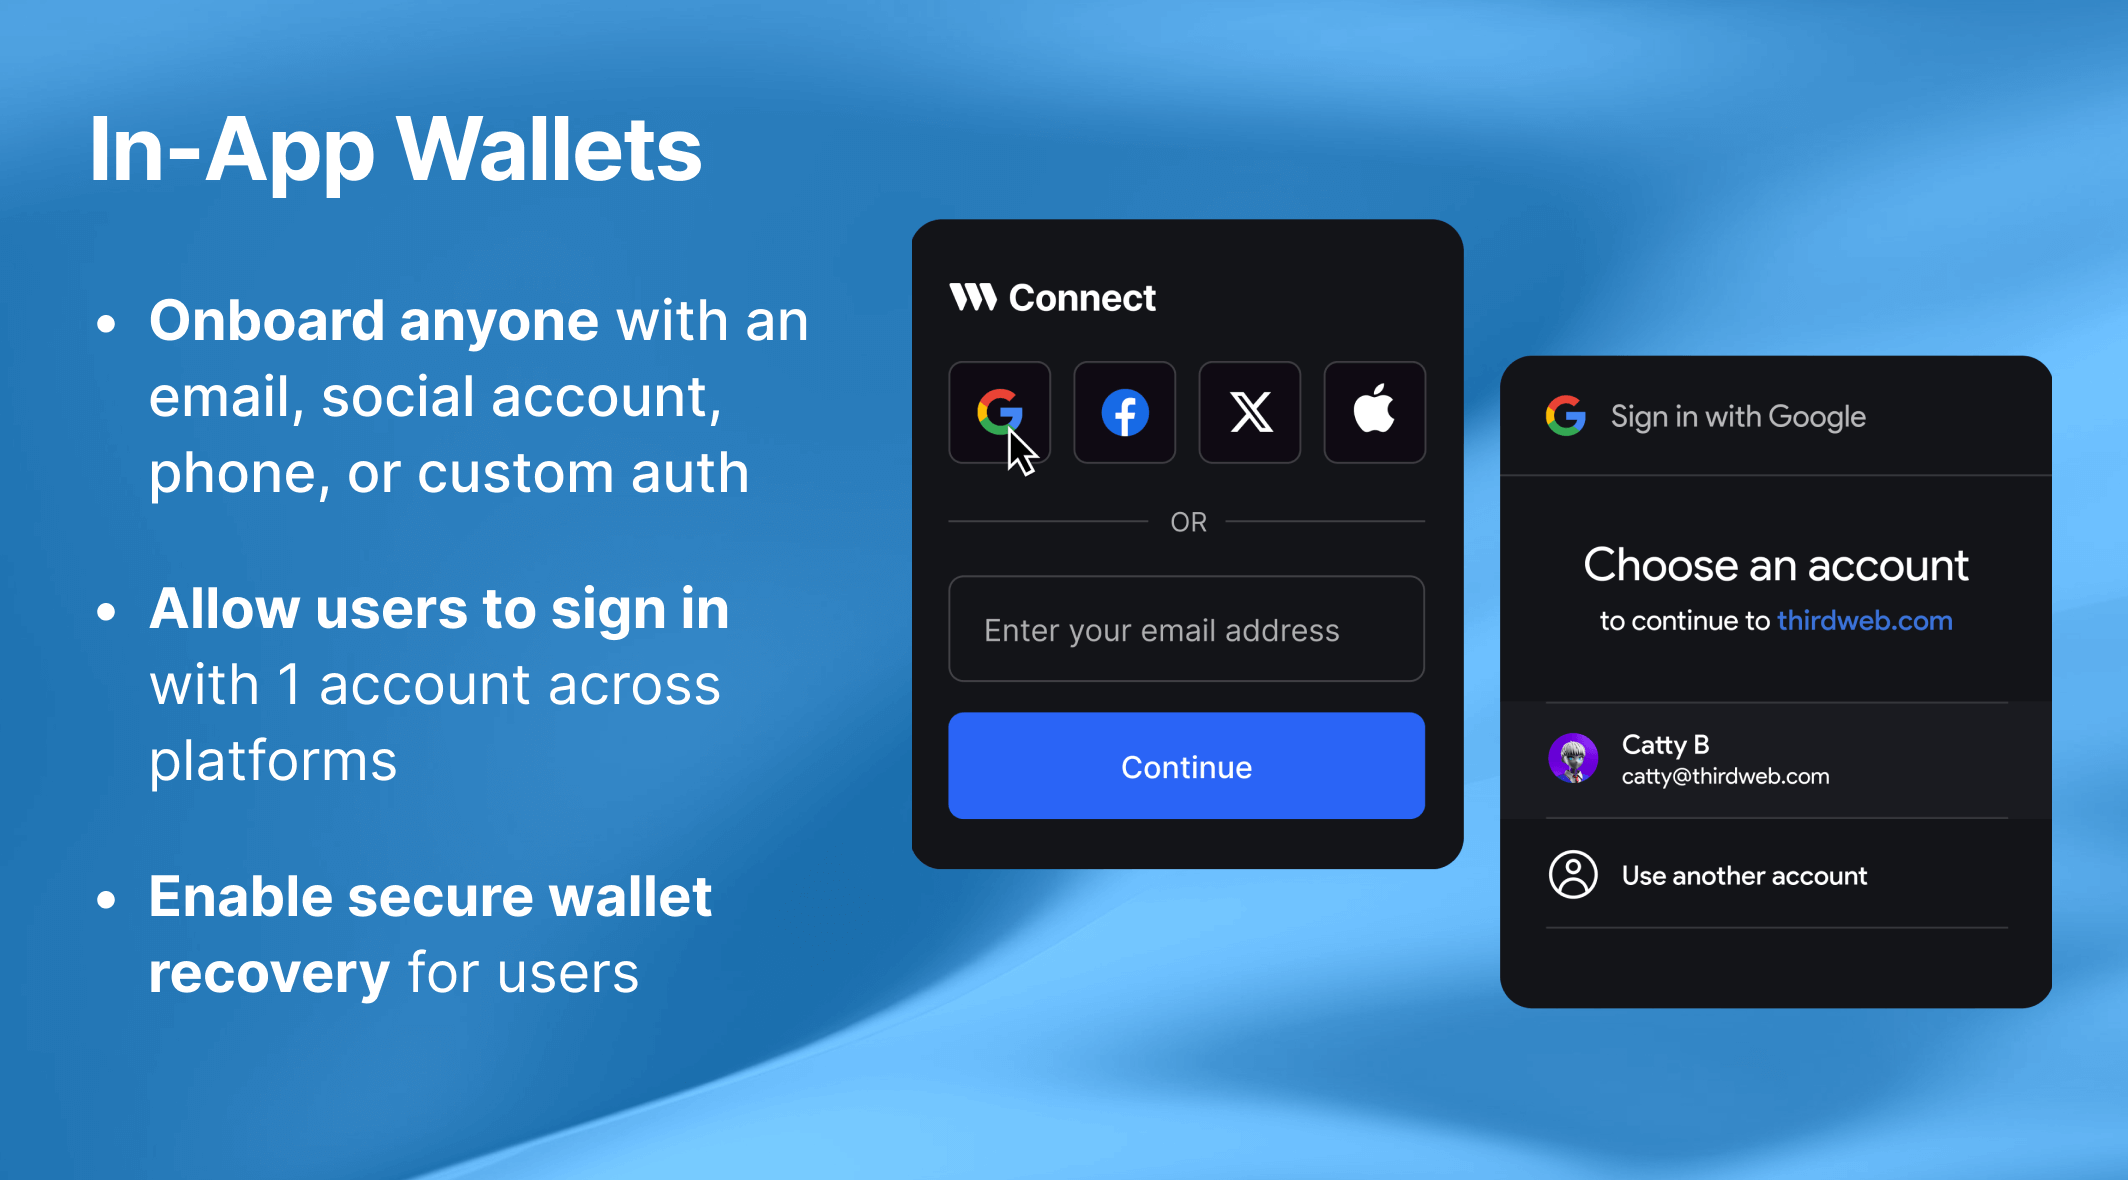 In-App Wallets
• Onboard anyone with an
email, social account,
phone, or custom auth
• Allow users to sign in
with 1 account across
platforms
• Enable secure wallet
recovery for users
Connect
OR
Enter your email address
Continue
Sign in with Google
Choose an account
to continue to thirdweb.com
Catty B
catty@thirdweb.com
Use another account